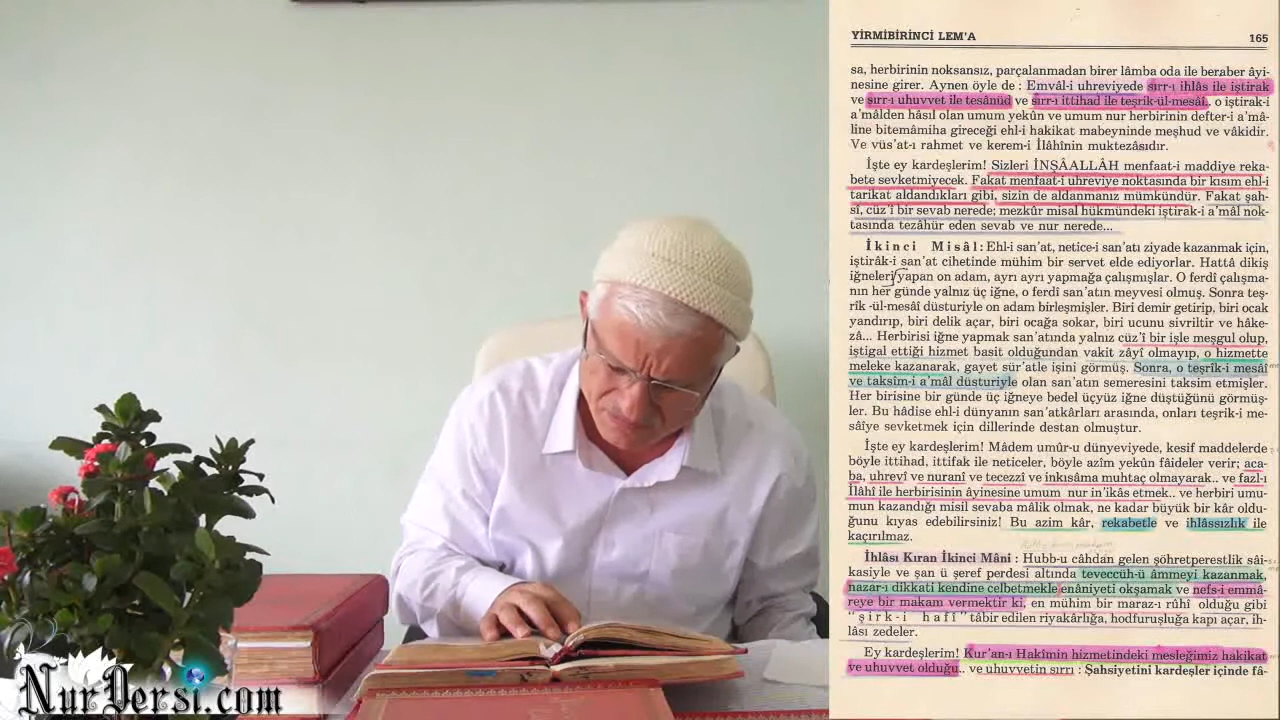 YİRMİBİRİNCİ LEM'A 165
sa, herbirinin noksansız, parçalanmadan birer lâmba oda ile beraber âyi-
nesine girer. Aynen öyle de : Emvâl-i uhreviyede sırr-ı ihlâs ile iştirak
ve sırr-ı uhuvvet ile tesânüd ve sırr-ı ittihad ile teşrik-ül-mesâî.. o iştirak-i
a'mâlden hâsıl olan umum yekûn ve umum nur herbirinin defter-i a'mâ-
line bitemâmiha gireceği ehl-i hakikat mabeyninde meşhud ve vâkidir.
Ve vüs'at-ı rahmet ve kerem-i İlâhînin muktezâsıdır.
İşte ey kardeşlerim! Sizleri İNŞÂALLÂH menfaat-i maddiye reka-
bete sevketmiyecek. Fakat menfaat-i uhreviye noktasında bir kısım ehl-i
tarikat aldandıkları gibi, sizin de aldanmanız mümkündür. Fakat şah-
sî, cüz'î bir sevab nerede; mezkûr misal hükmündeki iştirak-i a'mâl nok-
tasında tezâhür eden sevab ve nur nerede...
İkinci Misâl: Ehl-i san'at, netice-i san'atı ziyade kazanmak için,
iştirâk-i san'at cihetinde mühim bir servet elde ediyorlar. Hattâ dikiş
iğneleri yapan on adam, ayrı ayrı yapmağa çalışmışlar. O ferdî çalışma-
nın her günde yalnız üç iğne, o ferdî san'atın meyvesi olmuş. Sonra teş-
rîk -ül-mesâî düsturiyle on adam birleşmişler. Biri demir getirip, biri ocak
yandırıp, biri delik açar, biri ocağa sokar, biri ucunu sivriltir ve hâke-
zâ... Herbirisi iğne yapmak san'atında yalnız cüz'î bir işle meşgul olup,
iştigal ettiği hizmet basit olduğundan vakit zâyî olmayıp, o hizmette
meleke kazanarak, gayet sür'atle işini görmüş. Sonra, o teşrîk-i mesâî
ve taksîm-i a'mâl düsturiyle olan san'atın semeresini taksim etmişler.
Her birisine bir günde üç iğneye bedel üçyüz iğne düştüğünü görmüş-
ler. Bu hâdise ehl-i dünyanın san'atkârları arasında, onları teşrik-i me-
sâîye sevketmek için dillerinde destan olmuştur.
İşte ey kardeşlerim! Mâdem umûr-u dünyeviyede, kesif maddelerde
böyle ittihad, ittifak ile neticeler, böyle azîm yekûn fâideler verir; aca-
ba, uhrevî ve nuranî ve tecezzî ve inkısâma muhtaç olmayarak.. ve fazl-ı
İlâhî ile herbirisinin âyinesine umum nur in'ikâs etmek.. ve herbiri umu-
mun kazandığı misil sevaba mâlik olmak, ne kadar büyük bir kâr oldu-
ğunu kıyas edebilirsiniz! Bu azim kâr, rekabetle ve ihlâssızlık ile
kaçırılmaz.
İhlâsı Kıran İkinci Mâni : Hubb-u câhdan gelen şöhretperestlik sâi-
kasiyle ve şan ü şeref perdesi altında teveccüh-ü âmmeyi kazanmak,
nazar-ı dikkati kendine celbetmekle enâniyeti okşamak ve nefs-i emmâ-
reye bir makam vermektir ki, en mühim bir maraz-ı rûhî olduğu gibi
"şirk-i hafî" tâbir edilen riyakârlığa, hodfuruşluğa kapı açar, ih-
lâsı zedeler.
Ey kardeşlerim! Kur'an-ı Hakîmin hizmetindeki mesleğimiz hakikat
ve uhuvvet olduğu.. ve uhuvvetin sırrı : Şahsiyetini kardeşler içinde fâ-
NurDersi.com